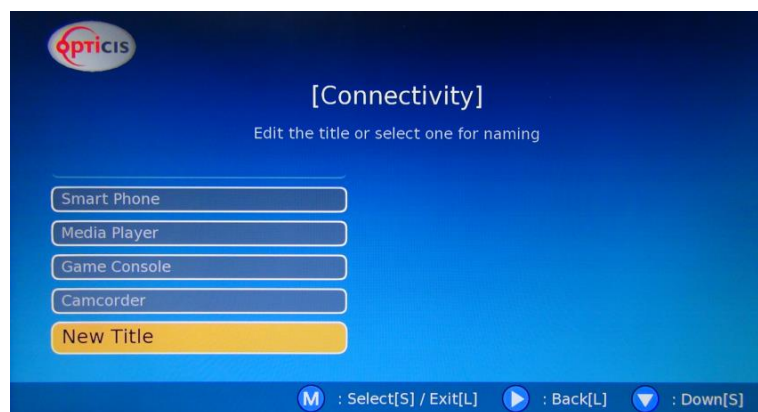 OPTICIS
[Connectivity]
Edit the title or select one for naming
Smart Phone
Media Player
Game Console
Camcorder
New Title
M : Select[S] / Exit[L] : Back[L] : Down[S]